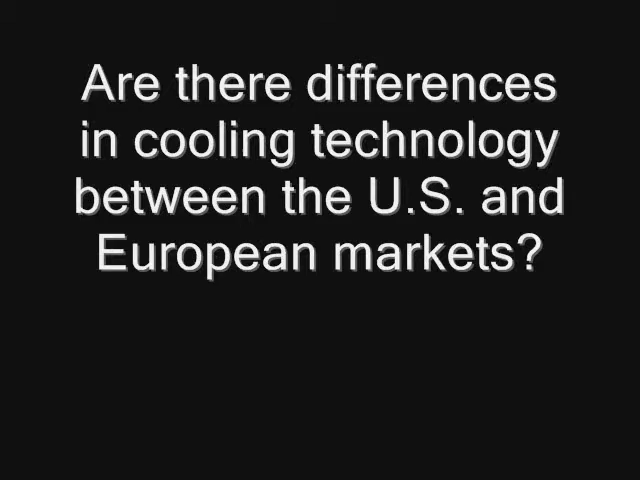 Are there differences
in cooling technology
between the U.S. and
European markets?